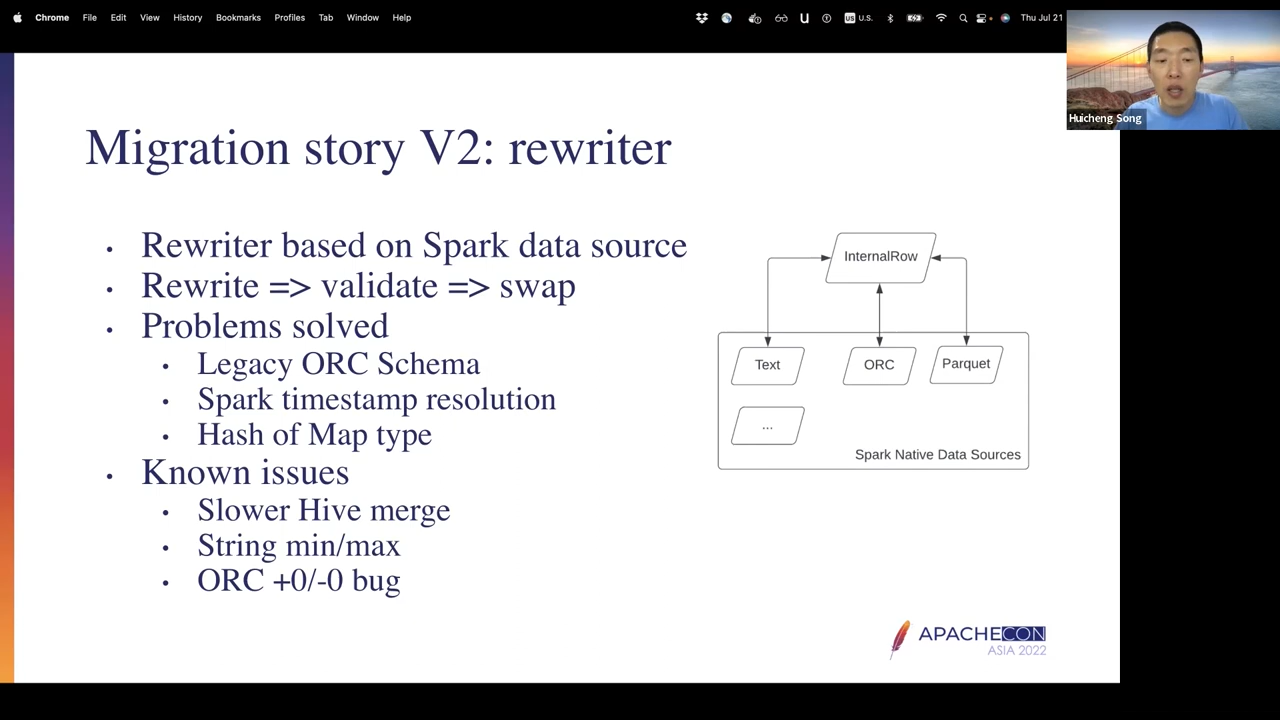 Chrome File Edit View History Bookmarks Profiles Tab Window Help
U.S. Thu Jul 21
Huicheng Song
Migration story V2: rewriter
• Rewriter based on Spark data source
• Rewrite => validate => swap
• Problems solved
• Legacy ORC Schema
• Spark timestamp resolution
• Hash of Map type
• Known issues
• Slower Hive merge
• String min/max
• ORC +0/-0 bug
InternalRow
Text ORC Parquet
...
Spark Native Data Sources
APACHECON
ASIA 2022